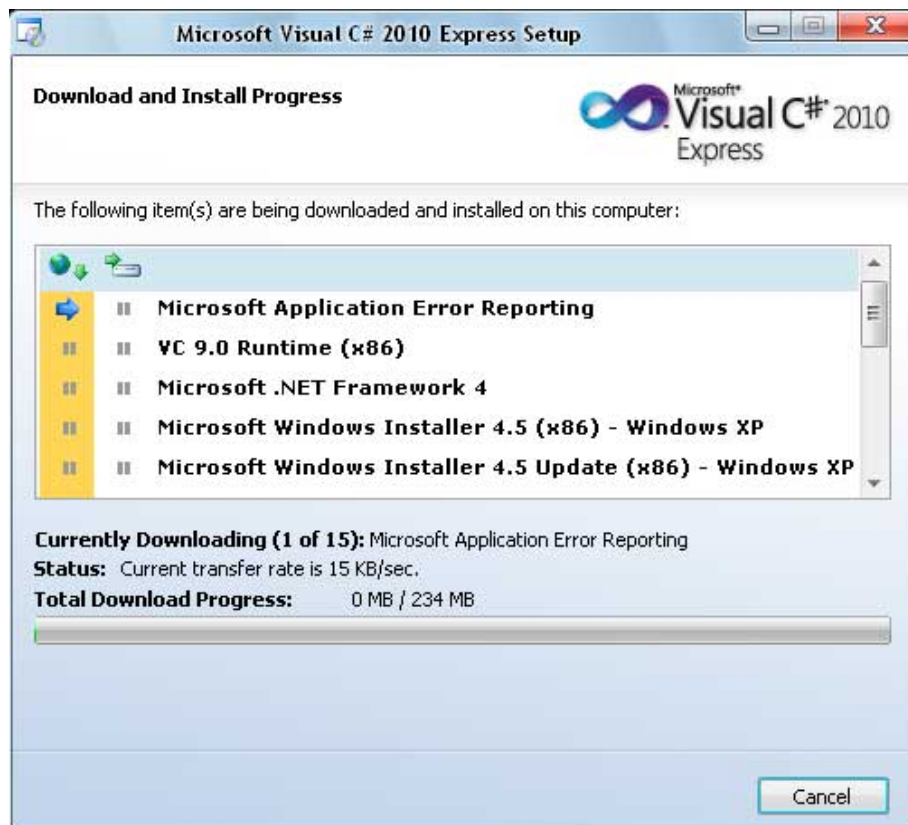 Microsoft Visual C# 2010 Express Setup
Download and Install Progress
Microsoft®
Visual C#® 2010
Express
The following item(s) are being downloaded and installed on this computer:
Microsoft Application Error Reporting
VC 9.0 Runtime (x86)
Microsoft .NET Framework 4
Microsoft Windows Installer 4.5 (x86) - Windows XP
Microsoft Windows Installer 4.5 Update (x86) - Windows XP
Currently Downloading (1 of 15): Microsoft Application Error Reporting
Status: Current transfer rate is 15 KB/sec.
Total Download Progress: 0 MB / 234 MB
Cancel